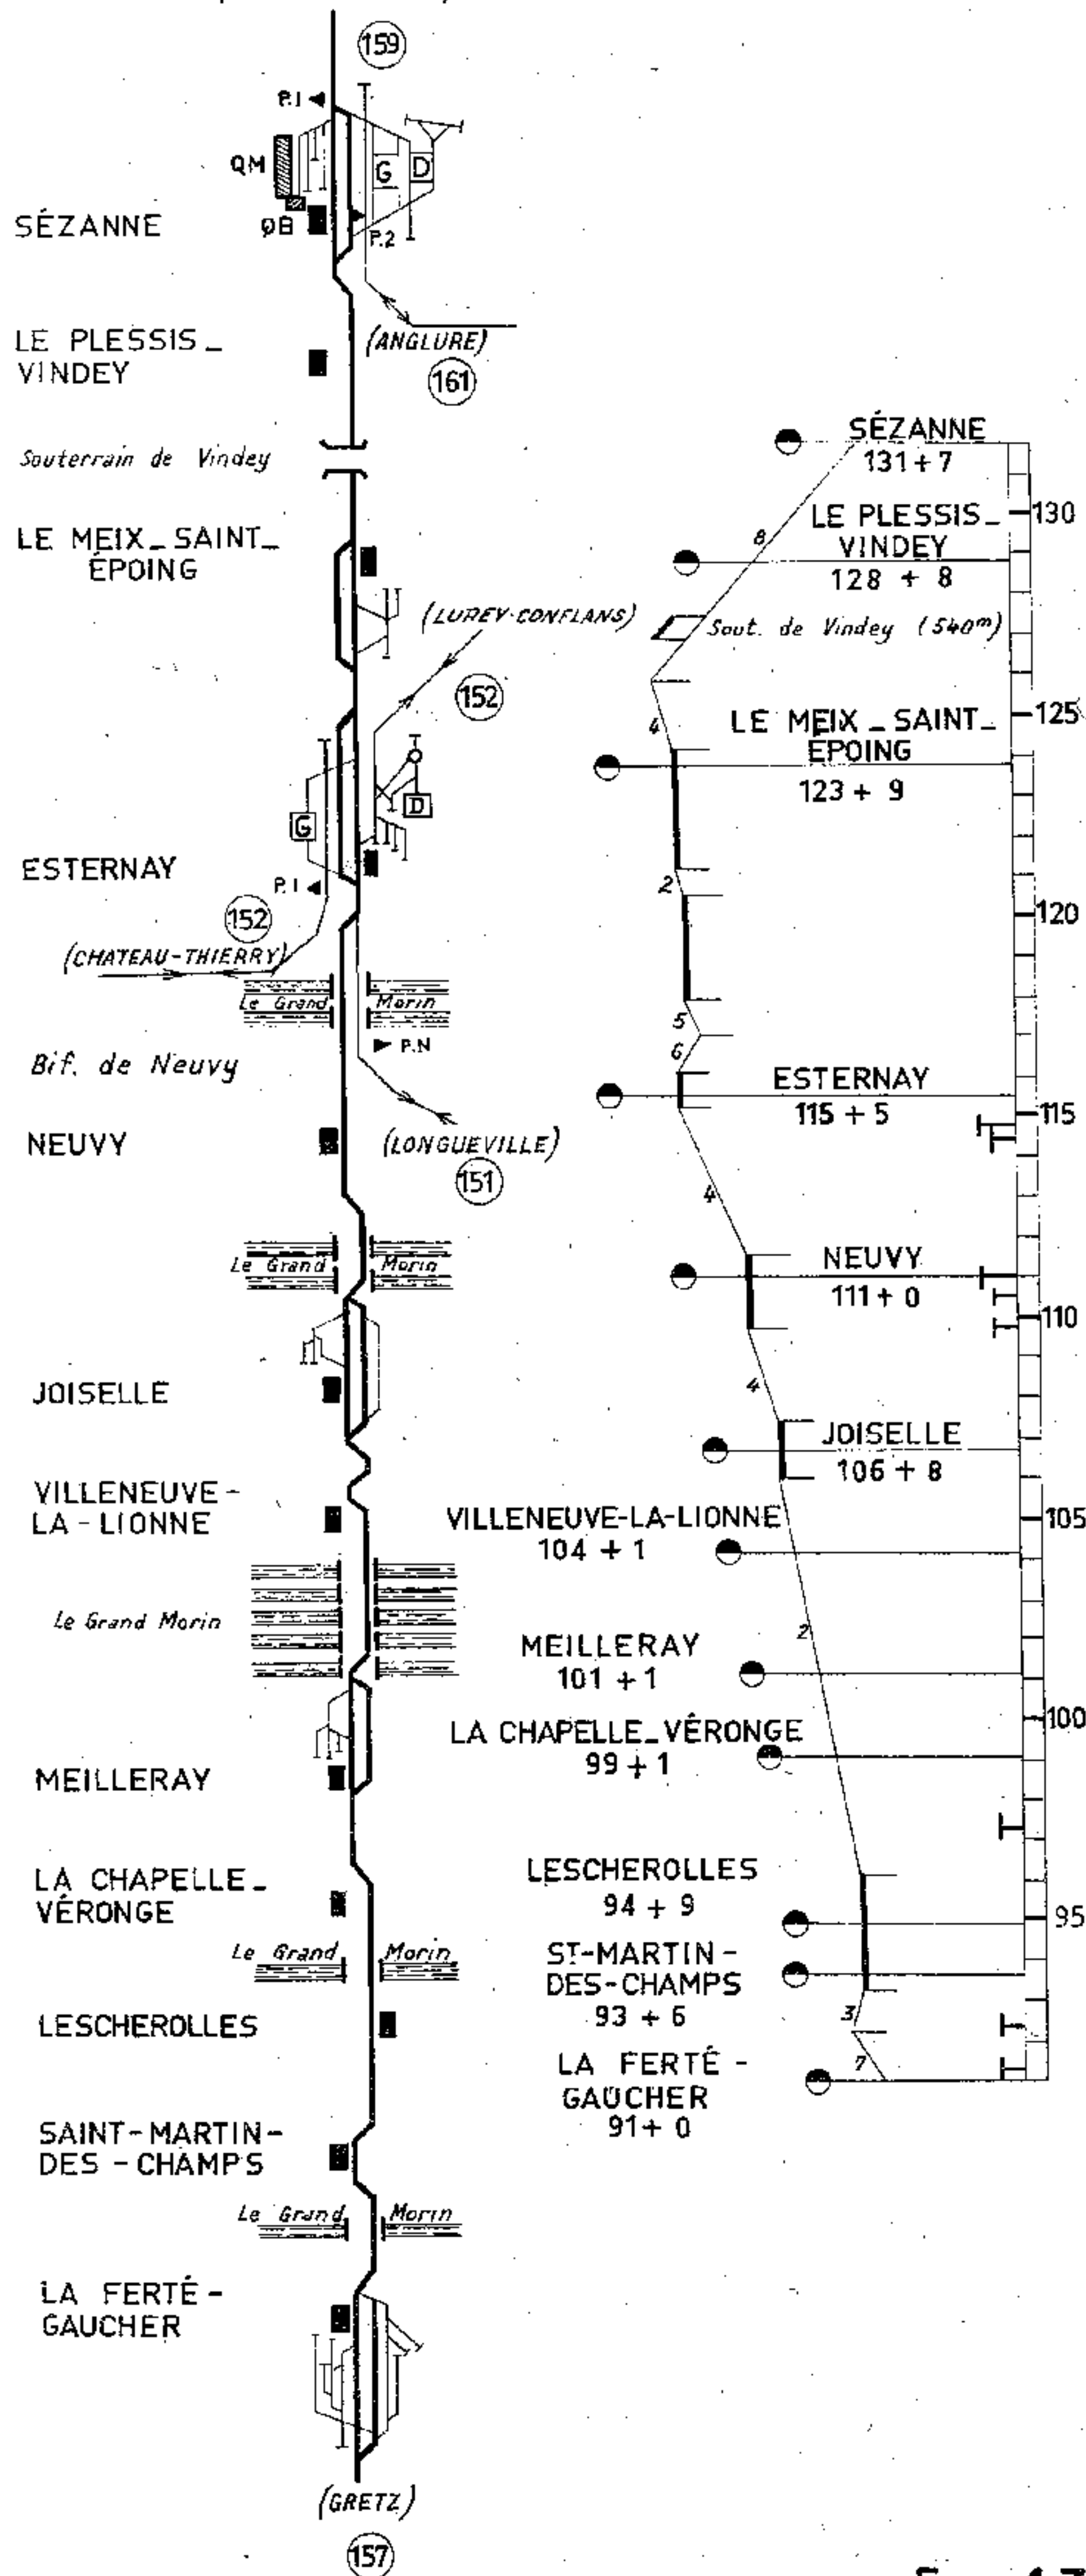 159
P.1
QM
G
D
ØB
P.2
SÉZANNE
(ANGLURE)
161
LE PLESSIS_
VINDEY
Souterrain de Vindey
LE MEIX_SAINT_
ÉPOING
(LUREY-CONFLANS)
152
G
D
ESTERNAY
P.1
152
(CHATEAU-THIERRY)
Le Grand Morin
P.N
Bif. de Neuvy
NEUVY
(LONGUEVILLE)
151
Le Grand Morin
JOISELLE
VILLENEUVE-
LA-LIONNE
Le Grand Morin
MEILLERAY
LA CHAPELLE_
VÉRONGE
Le Grand Morin
LESCHEROLLES
SAINT-MARTIN-
DES-CHAMPS
Le Grand Morin
LA FERTÉ-
GAUCHER
(GRETZ)
157
SÉZANNE
131+7
130
8
LE PLESSIS_
VINDEY
128 + 8
Sout. de Vindey (540m)
125
4
LE MEIX_SAINT_
ÉPOING
123 + 9
2
120
5
6
ESTERNAY
115 + 5
115
4
NEUVY
111 + 0
110
4
JOISELLE
106 + 8
105
VILLENEUVE-LA-LIONNE
104 + 1
2
MEILLERAY
101 + 1
100
LA CHAPELLE_VÉRONGE
99 + 1
LESCHEROLLES
94 + 9
95
ST-MARTIN-
DES-CHAMPS
93 + 6
3
7
LA FERTÉ-
GAUCHER
91+ 0